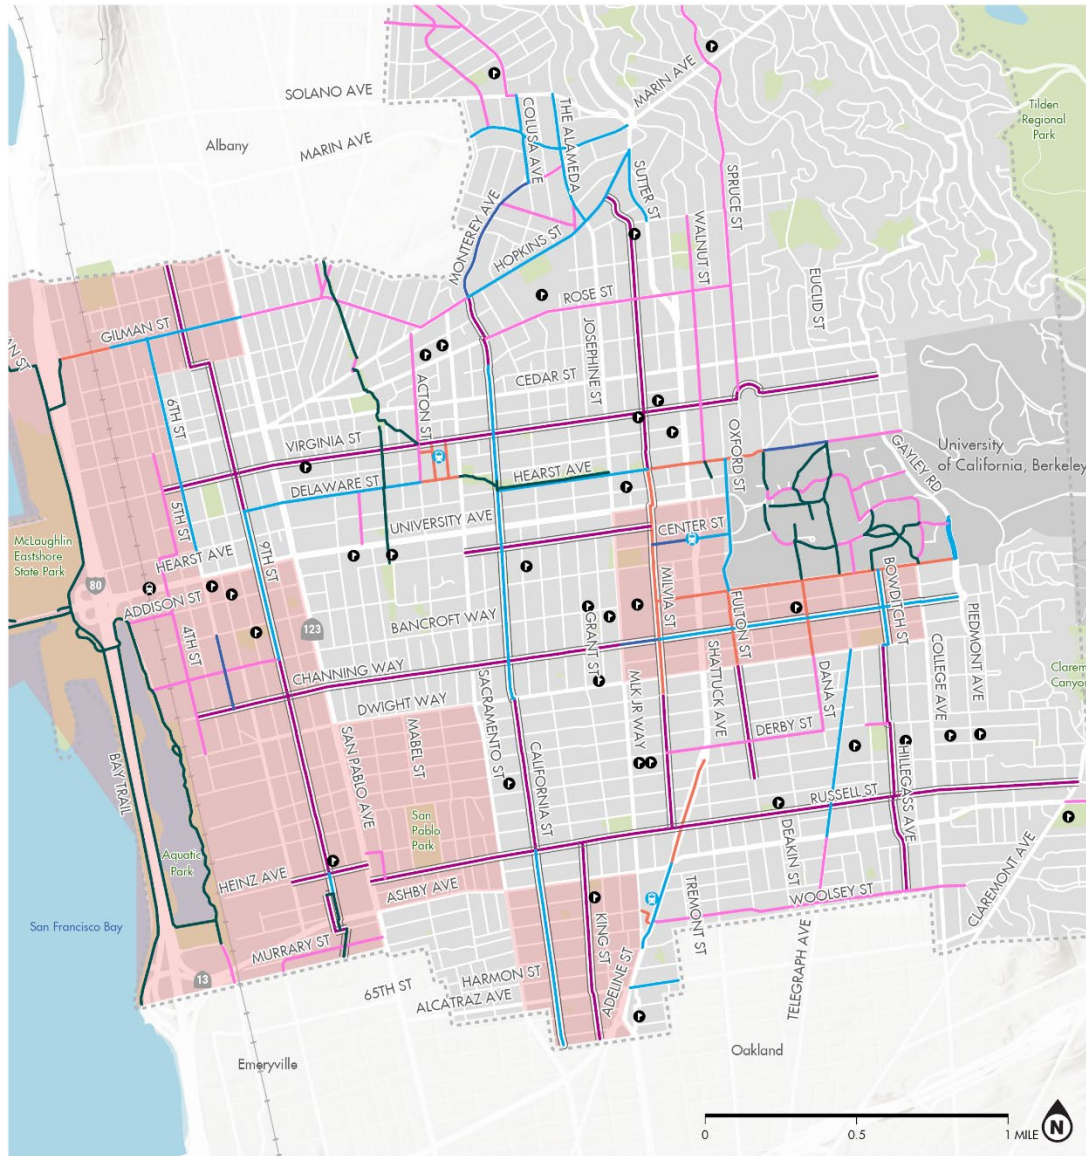 SOLANO AVE
MARIN AVE
Albany
MARIN AVE
COLUSA AVE
THE ALAMEDA
Tilden
Regional
Park
SUTTER ST
SPRUCE ST
MONTEREY AVE
HOPKINS ST
WALNUT ST
EUCLID ST
ROSE ST
GILMAN ST
JOSEPHINE ST
CEDAR ST
ACTON ST
6TH ST
VIRGINIA ST
OXFORD ST
GAYLEY RD
University
of California, Berkeley
HEARST AVE
DELAWARE ST
UNIVERSITY AVE
5TH ST
CENTER ST
McLaughlin
Eastshore
State Park
HEARST AVE
9TH ST
80
ADDISON ST
BOWDITCH ST
MILVIA ST
FULTON ST
123
BANCROFT WAY
GRANT ST
4TH ST
PIEDMONT AVE
SHATTUCK AVE
COLLEGE AVE
CHANNING WAY
DANA ST
MLK JR WAY
SACRAMENTO ST
DWIGHT WAY
MABEL ST
DERBY ST
BAY TRAIL
SAN PABLO AVE
CALIFORNIA ST
HILLEGASS AVE
RUSSELL ST
San
Pablo
Park
DEAKIN ST
Aquatic
Park
HEINZ AVE
ASHBY AVE
CLAREMONT AVE
WOOLSEY ST
TREMONT ST
KING ST
San Francisco Bay
MURRARY ST
TELEGRAPH AVE
ADELINE ST
HARMON ST
13
65TH ST
ALCATRAZ AVE
Oakland
Emeryville
0
0.5
1 MILE
N